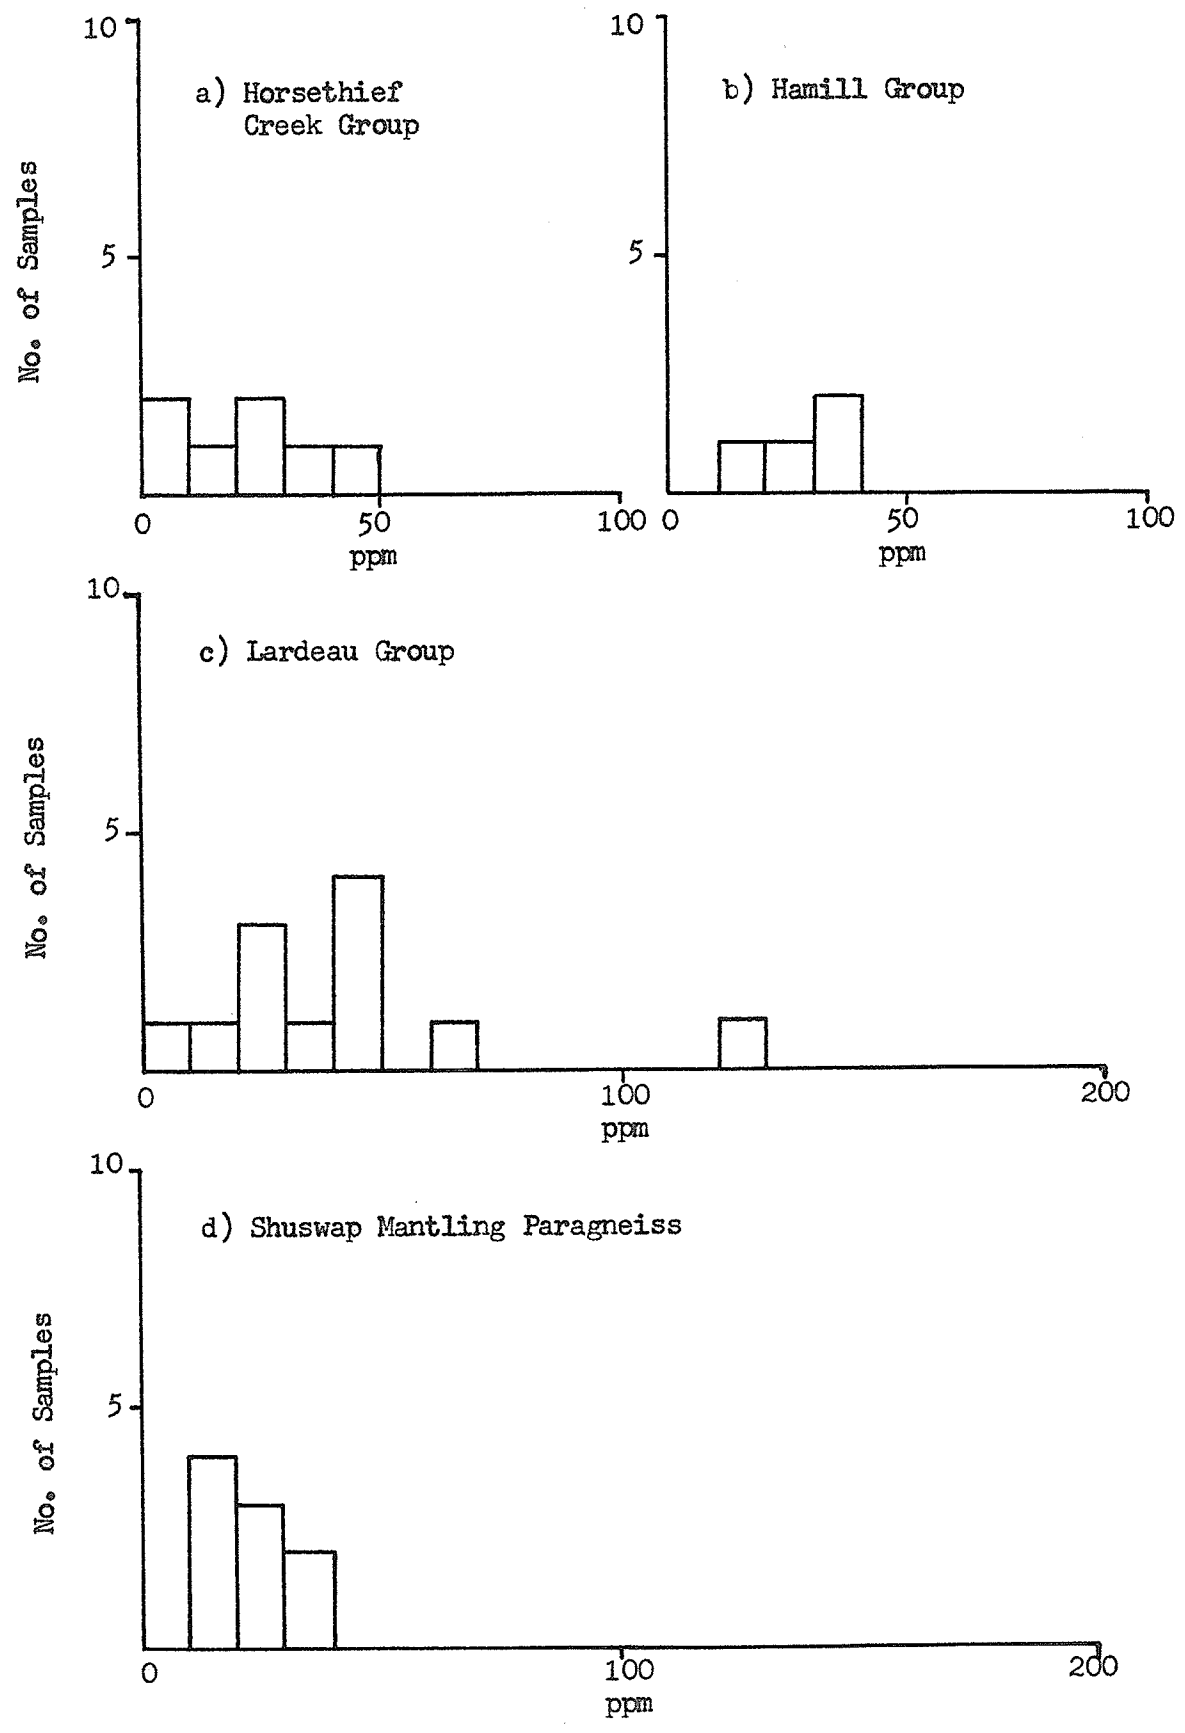 10
a) Horsethief
Creek Group
No. of Samples
5
0 50 100
ppm
10
b) Hamill Group
5
0 50 100
ppm
10
c) Lardeau Group
No. of Samples
5
0 100 200
ppm
10
d) Shuswap Mantling Paragneiss
No. of Samples
5
0 100 200
ppm